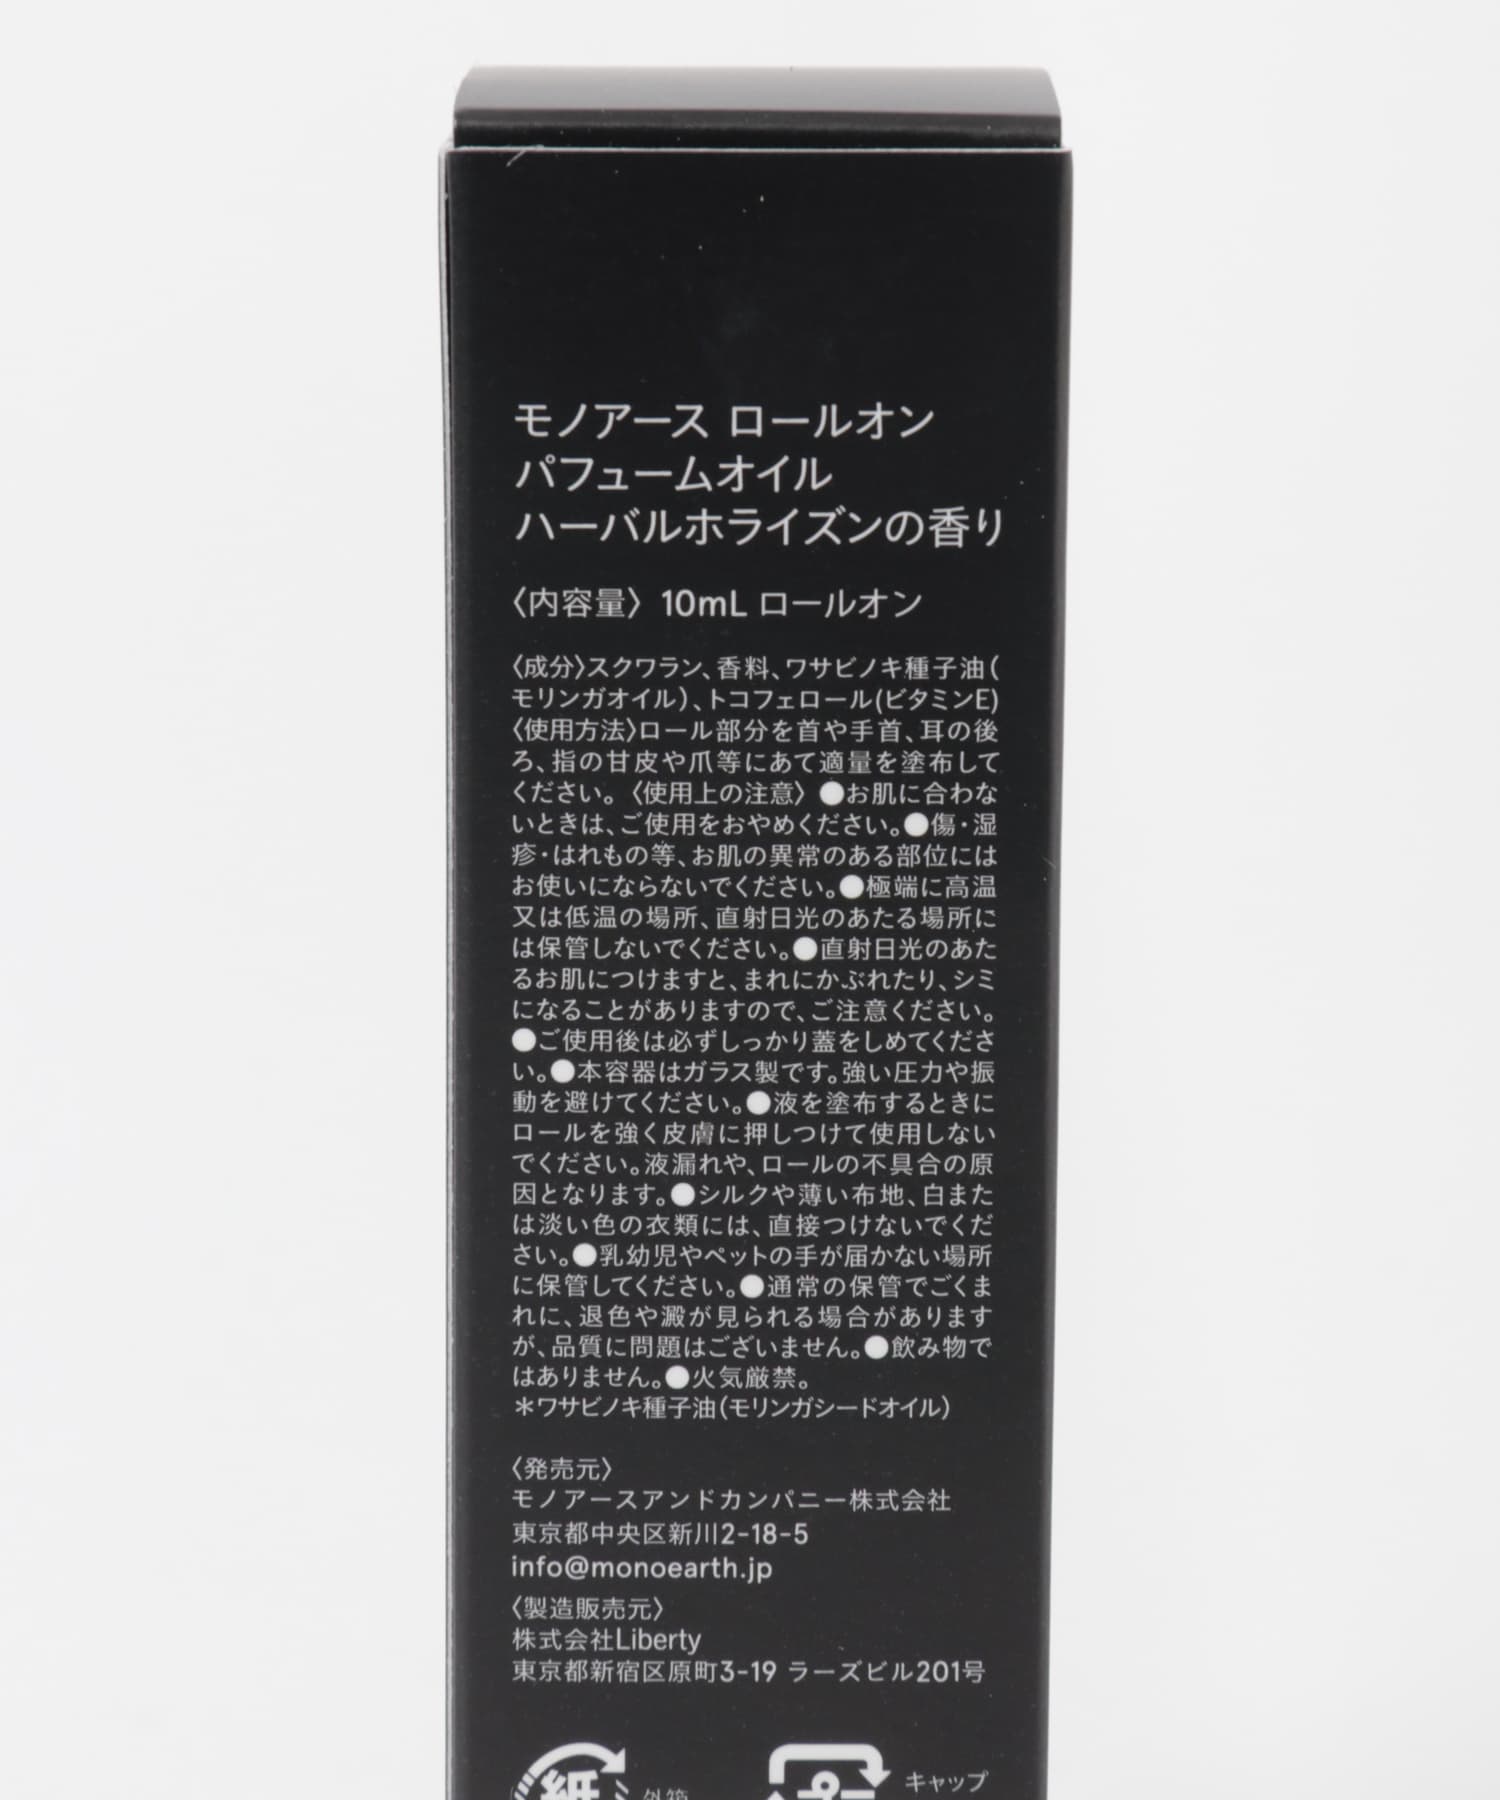 モノアース ロールオン
パフュームオイル
ハーバルホライズンの香り
〈内容量〉 10mL ロールオン
〈成分〉スクワラン、香料、ワサビノキ種子油(
モリンガオイル)、トコフェロール(ビタミンE)
〈使用方法〉ロール部分を首や手首、耳の後
ろ、指の甘皮や爪等にあて適量を塗布して
ください。〈使用上の注意〉●お肌に合わな
いときは、ご使用をおやめください。●傷・湿
疹・はれもの等、お肌の異常のある部位には
お使いにならないでください。●極端に高温
又は低温の場所、直射日光のあたる場所に
は保管しないでください。●直射日光のあた
るお肌につけますと、まれにかぶれたり、シミ
になることがありますので、ご注意ください。
●ご使用後は必ずしっかり蓋をしめてくださ
い。●本容器はガラス製です。強い圧力や振
動を避けてください。●液を塗布するときに
ロールを強く皮膚に押しつけて使用しない
でください。液漏れや、ロールの不具合の原
因となります。●シルクや薄い布地、白また
は淡い色の衣類には、直接つけないでくだ
さい。●乳幼児やペットの手が届かない場所
に保管してください。●通常の保管でごくま
れに、退色や澱が見られる場合があります
が、品質に問題はございません。●飲み物で
はありません。●火気厳禁。
＊ワサビノキ種子油(モリンガシードオイル)
〈発売元〉
モノアースアンドカンパニー株式会社
東京都中央区新川2-18-5
info@monoearth.jp
〈製造販売元〉
株式会社Liberty
東京都新宿区原町3-19 ラーズビル201号
紙 外箱
キャップ